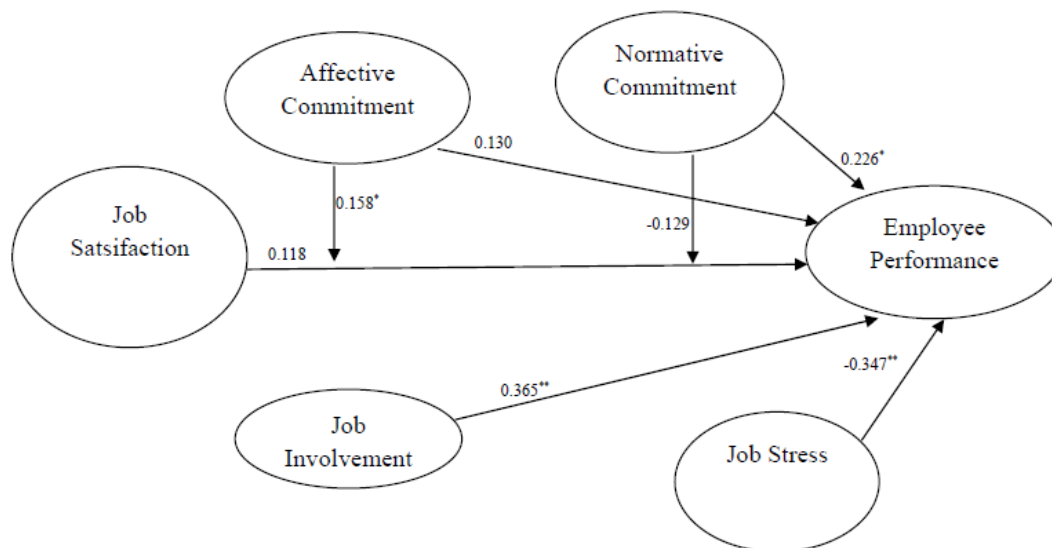 Normative
Commitment
Affective
Commitment
0.130
0.226*
0.158*
-0.129
Job
Satsifaction
0.118
Employee
Performance
0.365**
-0.347**
Job
Involvement
Job Stress